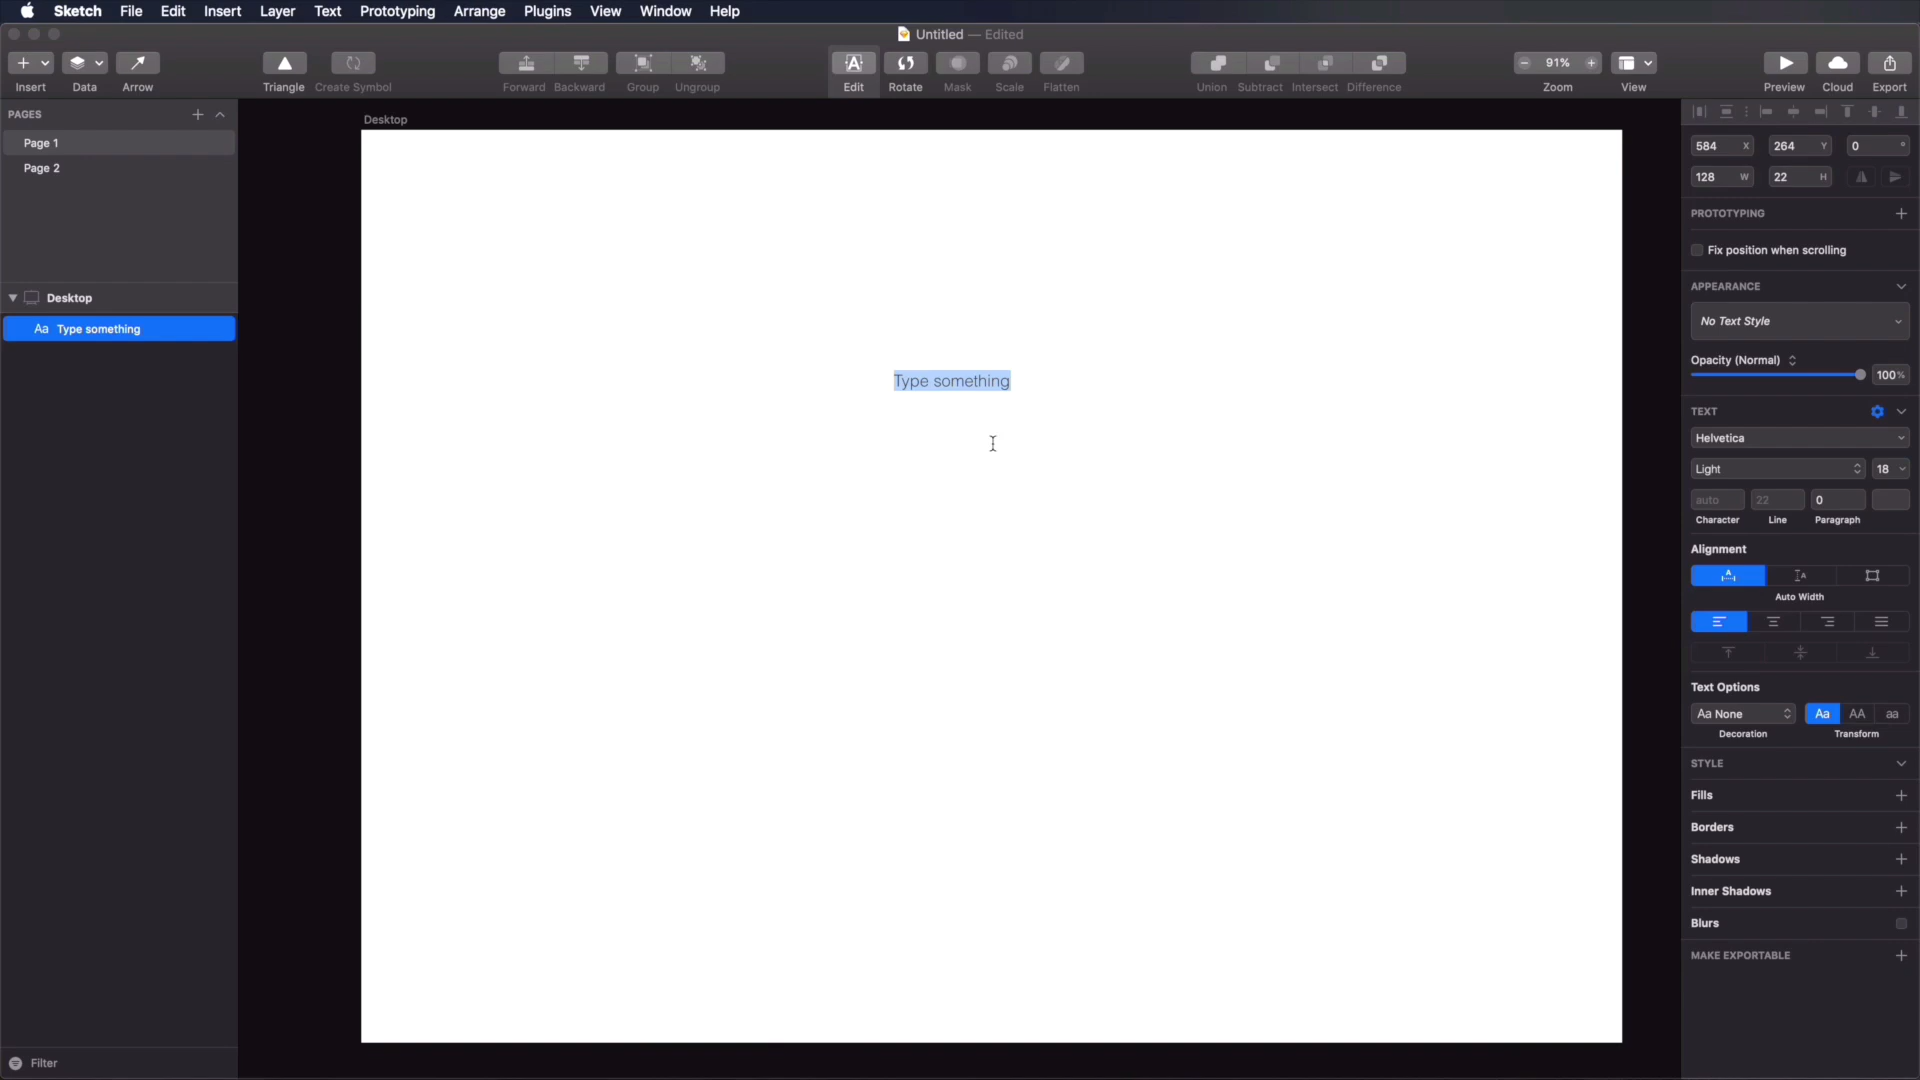 Sketch File Edit Insert Layer Text Prototyping Arrange Plugins View Window Help
Untitled — Edited
91%
Insert Data Arrow Triangle Create Symbol Forward Backward Group Ungroup Edit Rotate Mask Scale Flatten Union Subtract Intersect Difference Zoom View Preview Cloud Export
PAGES
Page 1
Page 2
Desktop
Aa Type something
Filter
Desktop
Type something
584 X 264 Y 0 °
128 W 22 H
PROTOTYPING
Fix position when scrolling
APPEARANCE
No Text Style
Opacity (Normal)
100%
TEXT
Helvetica
Light 18
auto 22 0
Character Line Paragraph
Alignment
A A
Auto Width
Text Options
Aa None Aa AA aa
Decoration Transform
STYLE
Fills
Borders
Shadows
Inner Shadows
Blurs
MAKE EXPORTABLE